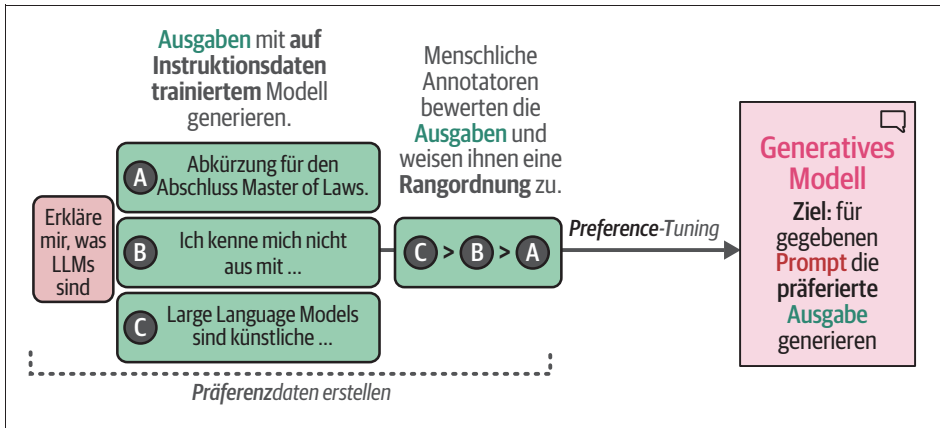 Ausgaben mit auf
Instruktionsdaten
trainiertem Modell
generieren.
Menschliche
Annotatoren
bewerten die
Ausgaben und
weisen ihnen eine
Rangordnung zu.
Erkläre
mir, was
LLMs
sind
A
Abkürzung für den
Abschluss Master of Laws.
B
Ich kenne mich nicht
aus mit ...
C
Large Language Models
sind künstliche ...
C > B > A
Preference-Tuning
Generatives
Modell
Ziel: für
gegebenen
Prompt die
präferierte
Ausgabe
generieren
Präferenzdaten erstellen